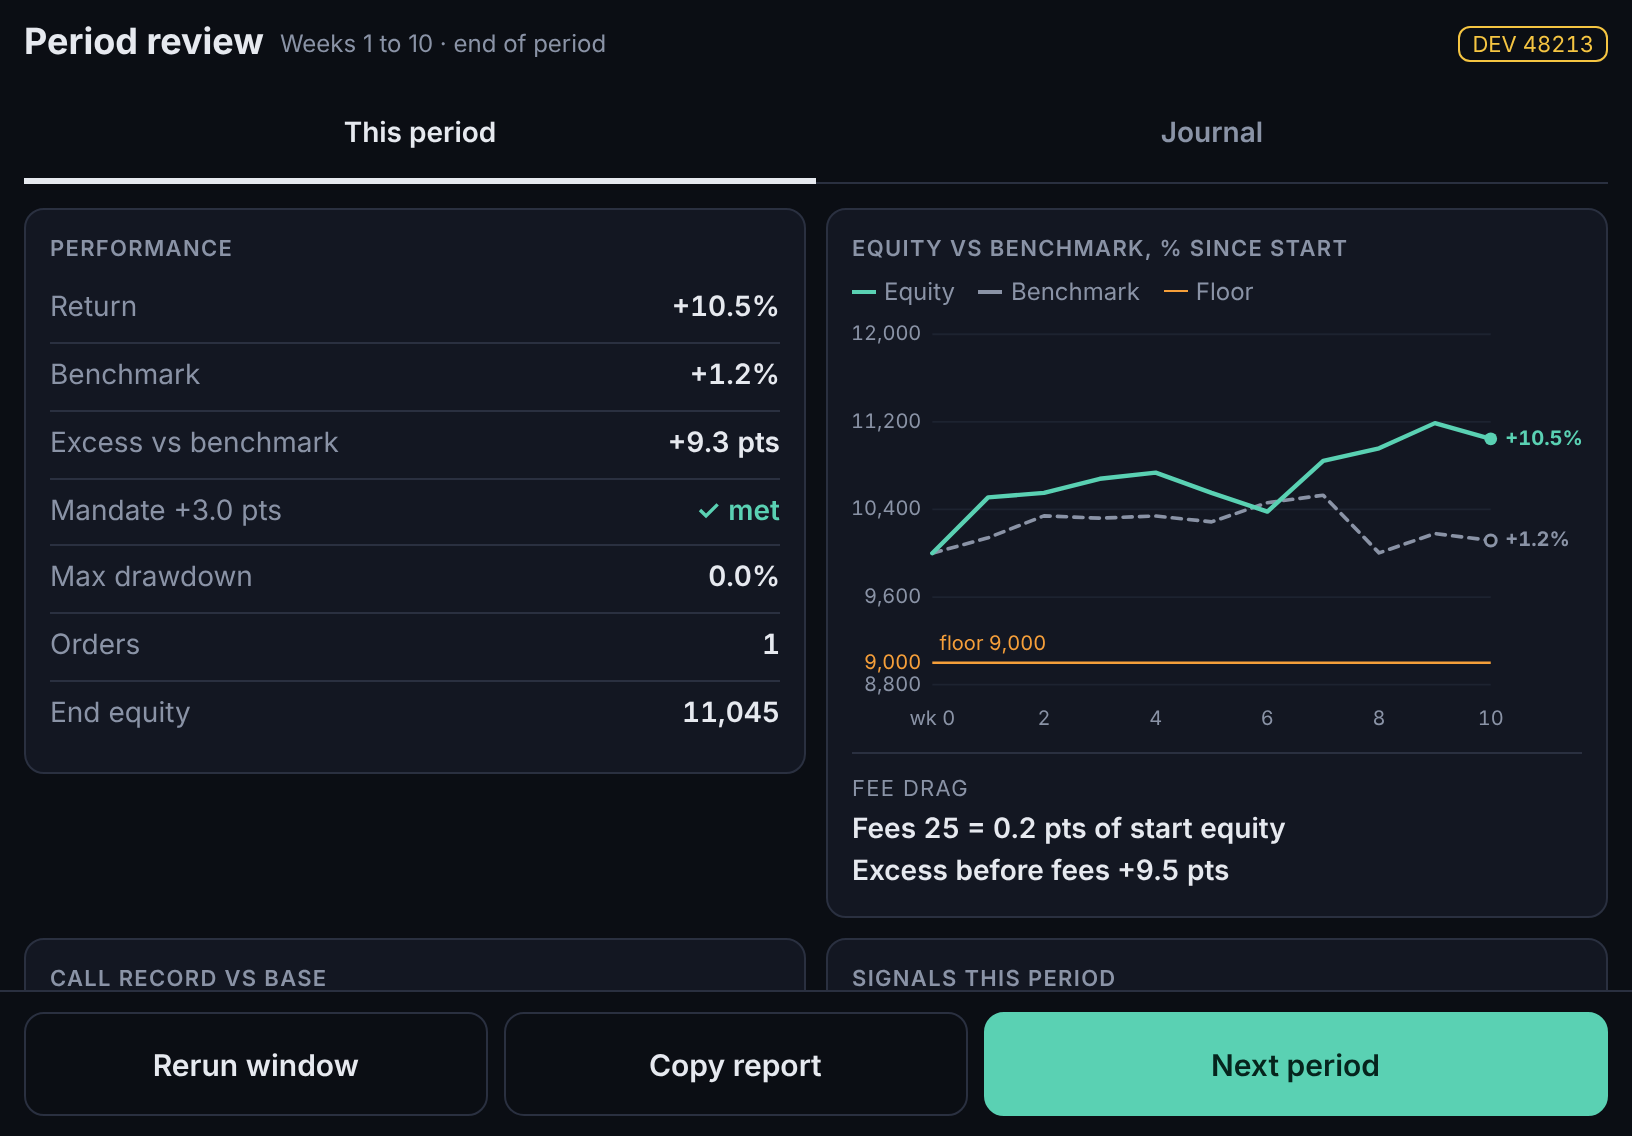 Period review Weeks 1 to 10 · end of period
DEV 48213
This period
Journal
PERFORMANCE
Return +10.5%
Benchmark +1.2%
Excess vs benchmark +9.3 pts
Mandate +3.0 pts ✓ met
Max drawdown 0.0%
Orders 1
End equity 11,045
EQUITY VS BENCHMARK, % SINCE START
Equity Benchmark Floor
12,000
11,200
+10.5%
10,400
+1.2%
9,600
floor 9,000
9,000
8,800
wk 0 2 4 6 8 10
FEE DRAG
Fees 25 = 0.2 pts of start equity
Excess before fees +9.5 pts
CALL RECORD VS BASE
SIGNALS THIS PERIOD
Rerun window
Copy report
Next period